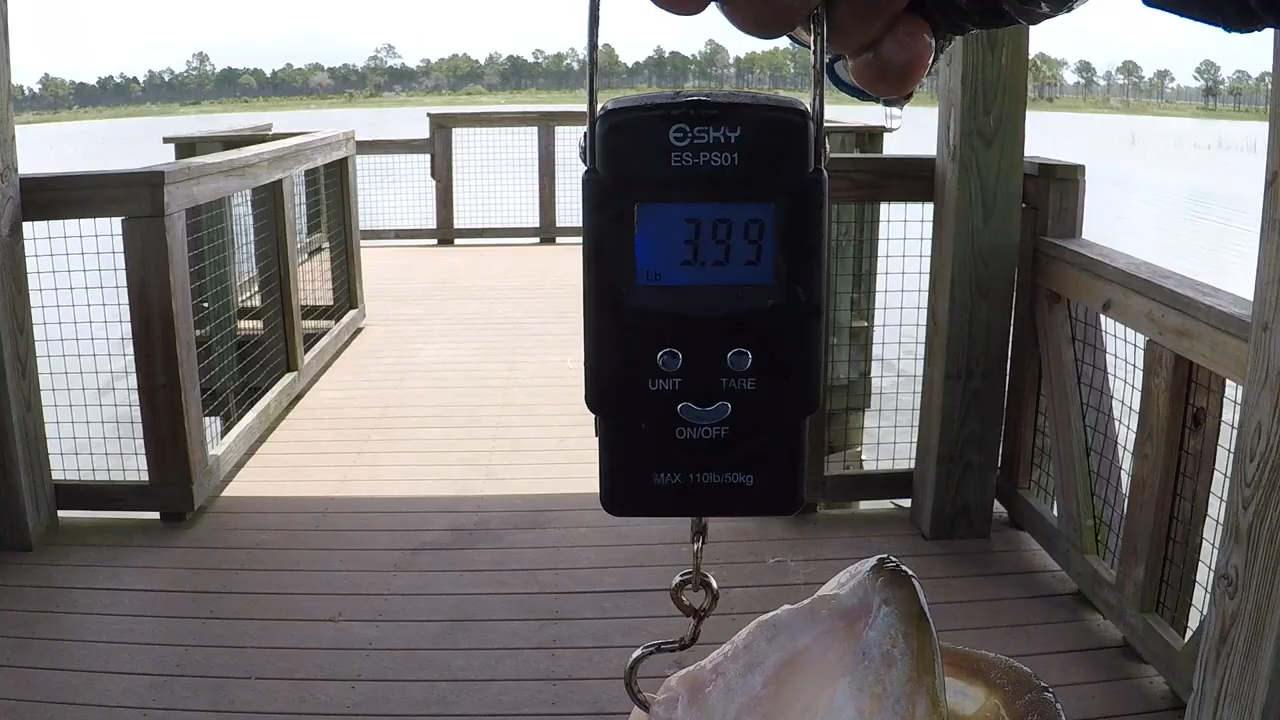 ESKY
ES-PS01
3.99
Lb
UNIT TARE
ON/OFF
MAX. 110lb/50kg